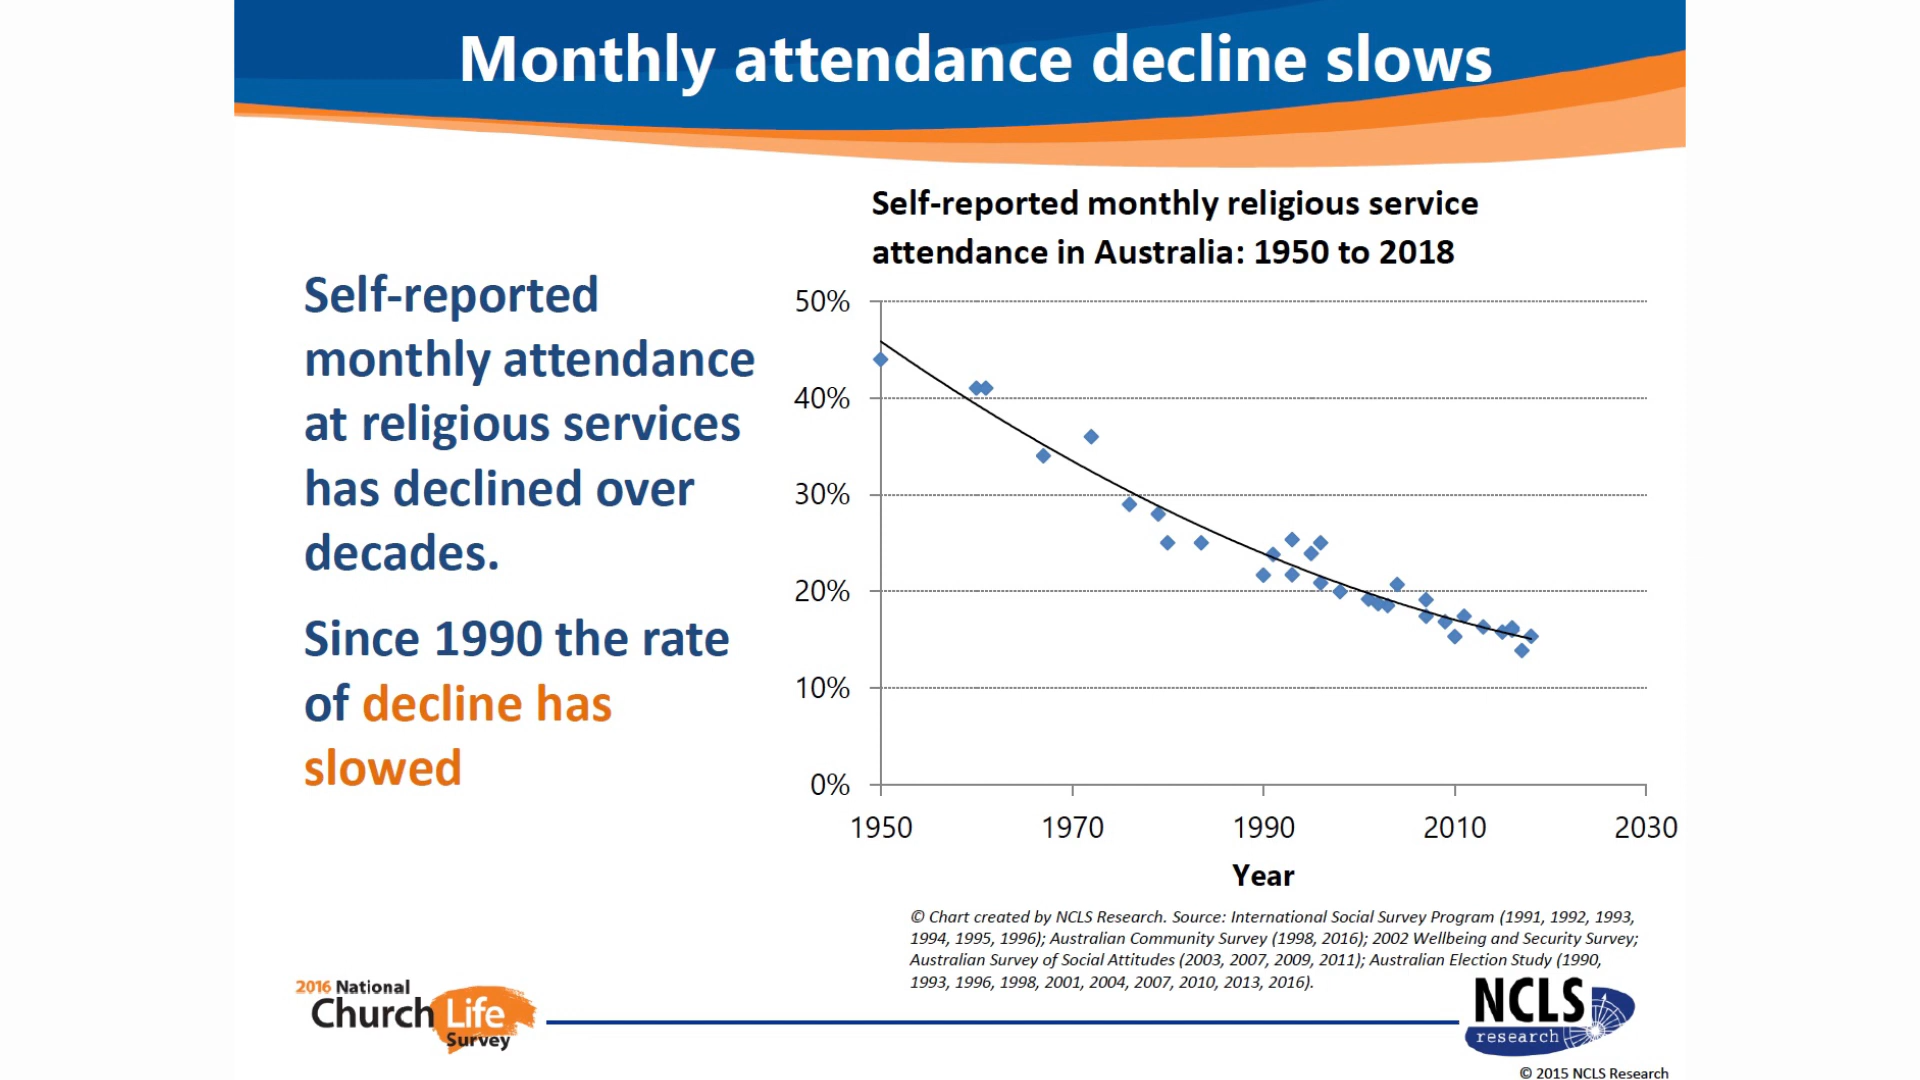 Monthly attendance decline slows
Self-reported
monthly attendance
at religious services
has declined over
decades.
Since 1990 the rate
of decline has
slowed
Self-reported monthly religious service
attendance in Australia: 1950 to 2018
50%
40%
30%
20%
10%
0%
1950 1970 1990 2010 2030
Year
© Chart created by NCLS Research. Source: International Social Survey Program (1991, 1992, 1993,
1994, 1995, 1996); Australian Community Survey (1998, 2016); 2002 Wellbeing and Security Survey;
Australian Survey of Social Attitudes (2003, 2007, 2009, 2011); Australian Election Study (1990,
1993, 1996, 1998, 2001, 2004, 2007, 2010, 2013, 2016).
2016 National
Church Life
Survey
NCLS
research
© 2015 NCLS Research